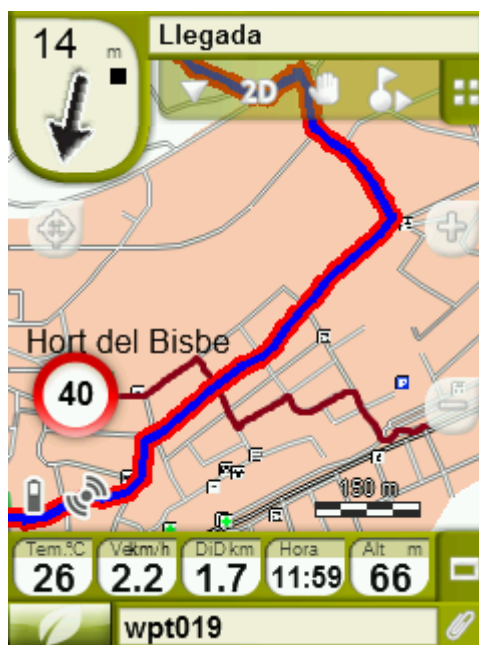 14 m
Llegada
2D
Hort del Bisbe
40
150 m
Tem.ºC
26
Vel km/h
2.2
DiD km
1.7
Hora
11:59
Alt m
66
wpt019